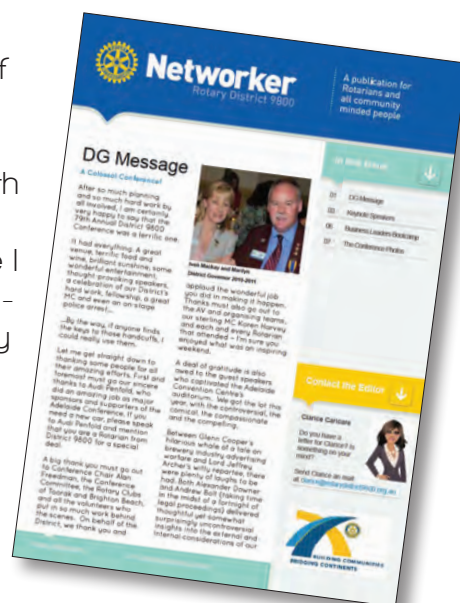 f
rth
e I
-
y
Networker
Rotary District 9800
A publication for
Rotarians and
all community
minded people
DG Message
A Colossal Conference!
After so much planning
and so much hard work by
all involved, I am certainly
very happy to say that the
79th Annual District 9800
Conference was a terrific one.
It had everything. A great
venue, terrific food and
wine, brilliant sunshine, some
wonderful entertainment,
thought-provoking speakers,
a celebration of our District's
hard work, fellowship, a great
MC and even an on-stage
police arrest...
...By the way, if anyone finds
the keys to those handcuffs, I
could really use them.
Let me get straight down to
thanking some people for all
their amazing efforts. First and
foremost must go our sincere
thanks to Audi Penfold, who
did an amazing job as major
sponsors and supporters of the
Adelaide Conference. If you
need a new car, please speak
to Audi Penfold and mention
that you are a Rotarian from
District 9800 for a special
deal.
A big thank you must go out
to Conference Chair Alan
Freedman, the Conference
Committee, the Rotary Clubs
of Toorak and Brighton Beach,
and all the volunteers who
put in so much work behind
the scenes. On behalf of the
District, we thank you and
Iven Mackay and Marilyn
District Governor 2010-2011
applaud the wonderful job
you did in making it happen.
Thanks must also go out to
the AV and organising teams,
our sterling MC Karen Harvey
and each and every Rotarian
that attended – I'm sure you
enjoyed what was an inspiring
weekend.
A deal of gratitude is also
owed to the guest speakers
who captivated the Adelaide
Convention Centre's
auditorium. We got the lot this
year, with the controversial, the
comical, the compassionate
and the compelling.
Between Glenn Cooper's
hilarious whale of a tale on
brewery industry advertising
warfare and Lord Jeffrey
Archer's witty repartee, there
were plenty of laughs to be
had. Both Alexander Downer
and Andrew Bolt (taking time
in the midst of a fortnight of
legal proceedings) delivered
thoughtful yet somewhat
surprisingly uncontroversial
insights into the external and
internal considerations of our
In this issue
01 DG Message
Keynote Speakers
06 Business Leaders Bootcamp
07 The Conference Photos
Contact the Editor
Clarice Caricare
Do you have a
letter for Clarice? Is
something on your
mind?
Send Clarice an mail
at
BUILDING COMMUNITIES
BRIDGING CONTINENTS